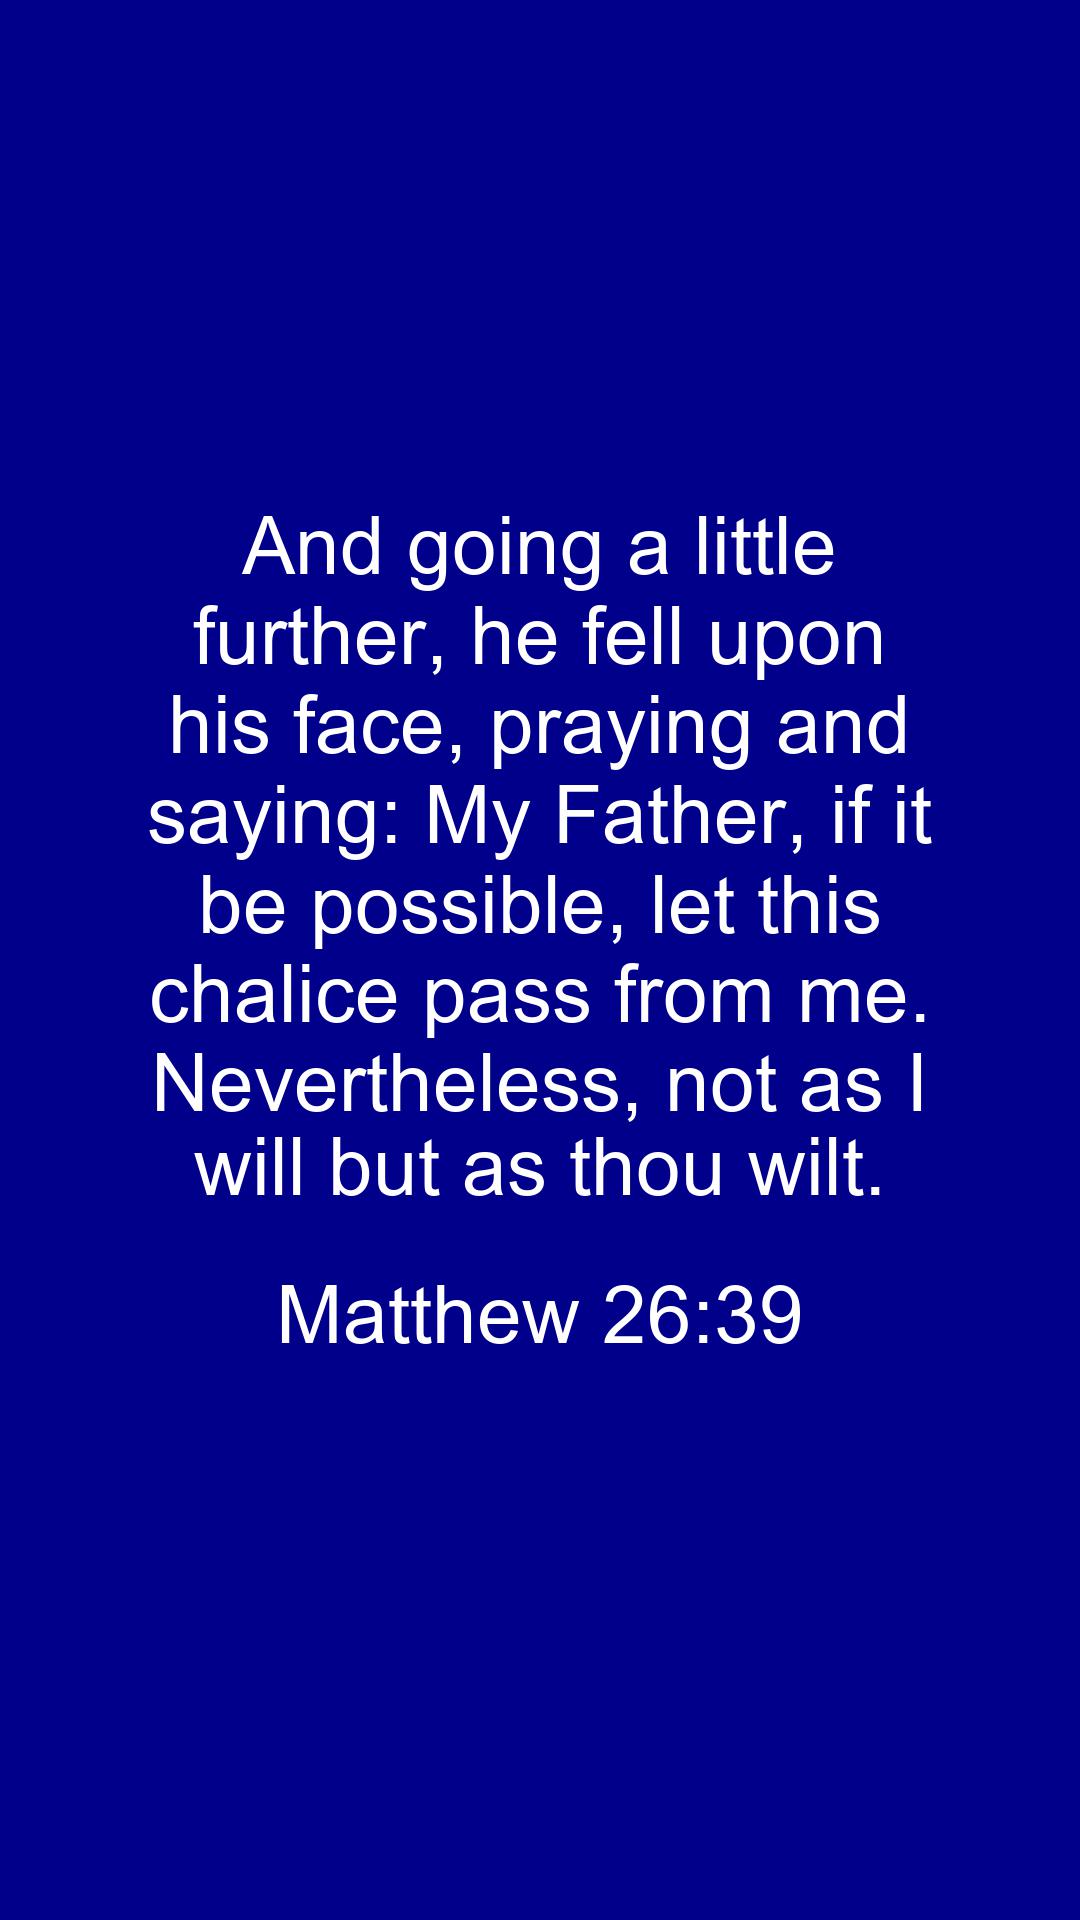 And going a little
further, he fell upon
his face, praying and
saying: My Father, if it
be possible, let this
chalice pass from me.
Nevertheless, not as I
will but as thou wilt.
Matthew 26:39